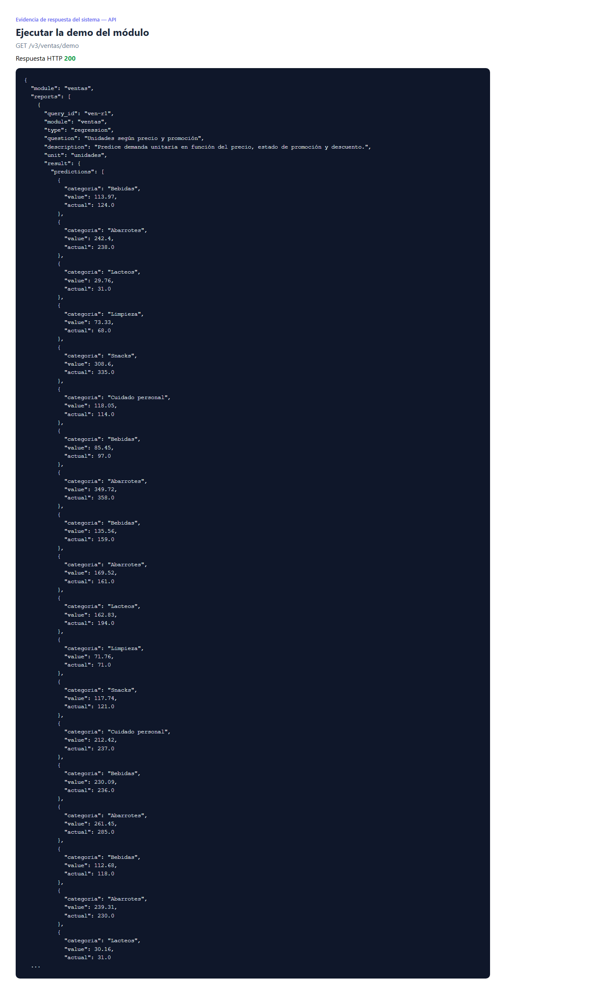 Evidencia de respuesta del sistema — API
Ejecutar la demo del módulo
GET /v3/ventas/demo
Respuesta HTTP 200
{
"module": "ventas",
"reports": [
{
"query_id": "ven-r1",
"module": "ventas",
"type": "regression",
"question": "Unidades según precio y promoción",
"description": "Predice demanda unitaria en función del precio, estado de promoción y descuento.",
"unit": "unidades",
"result": {
"predictions": [
{
"categoria": "Bebidas",
"value": 113.97,
"actual": 124.0
},
{
"categoria": "Abarrotes",
"value": 242.4,
"actual": 238.0
},
{
"categoria": "Lacteos",
"value": 29.76,
"actual": 31.0
},
{
"categoria": "Limpieza",
"value": 73.33,
"actual": 68.0
},
{
"categoria": "Snacks",
"value": 308.6,
"actual": 335.0
},
{
"categoria": "Cuidado personal",
"value": 118.05,
"actual": 114.0
},
{
"categoria": "Bebidas",
"value": 85.45,
"actual": 97.0
},
{
"categoria": "Abarrotes",
"value": 349.72,
"actual": 358.0
},
{
"categoria": "Bebidas",
"value": 135.56,
"actual": 159.0
},
{
"categoria": "Abarrotes",
"value": 169.52,
"actual": 161.0
},
{
"categoria": "Lacteos",
"value": 162.83,
"actual": 194.0
},
{
"categoria": "Limpieza",
"value": 71.76,
"actual": 71.0
},
{
"categoria": "Snacks",
"value": 117.74,
"actual": 121.0
},
{
"categoria": "Cuidado personal",
"value": 212.42,
"actual": 237.0
},
{
"categoria": "Bebidas",
"value": 230.09,
"actual": 236.0
},
{
"categoria": "Abarrotes",
"value": 261.45,
"actual": 285.0
},
{
"categoria": "Bebidas",
"value": 112.68,
"actual": 118.0
},
{
"categoria": "Abarrotes",
"value": 239.31,
"actual": 230.0
},
{
"categoria": "Lacteos",
"value": 30.16,
"actual": 31.0
...